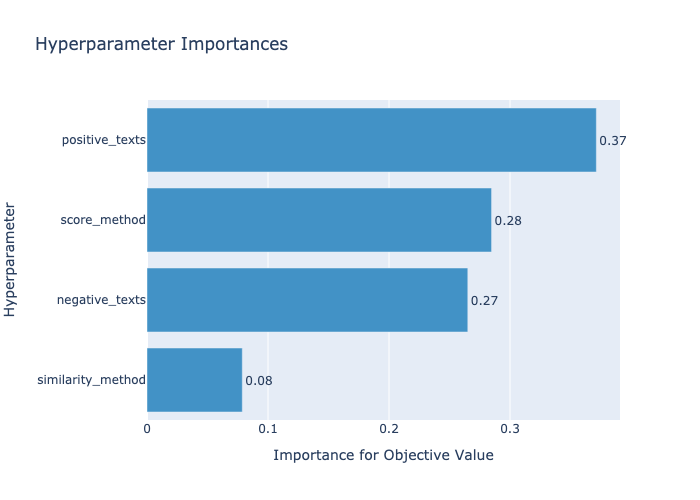 Hyperparameter Importances
Hyperparameter
positive_texts
0.37
score_method
0.28
negative_texts
0.27
similarity_method
0.08
0
0.1
0.2
0.3
Importance for Objective Value